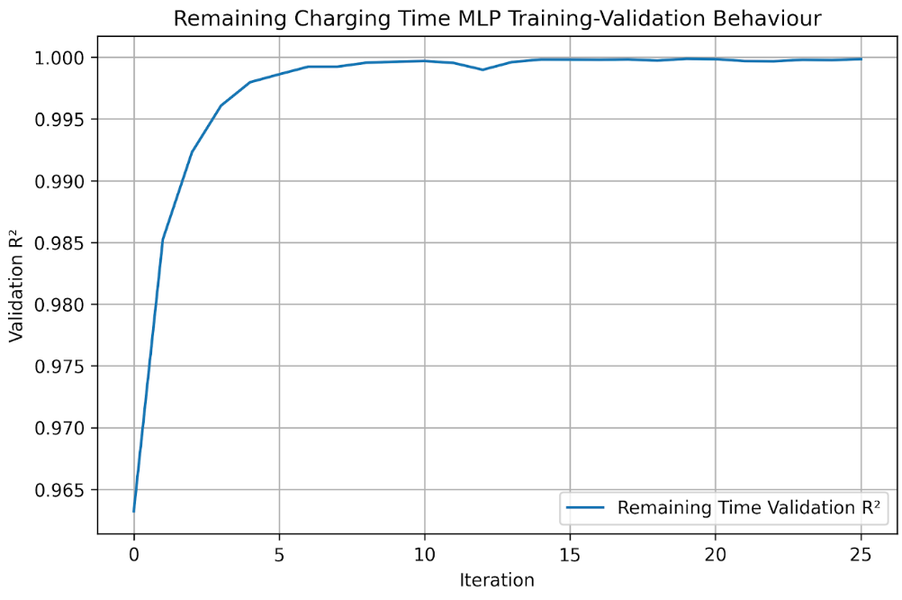 Remaining Charging Time MLP Training-Validation Behaviour
1.000
0.995
0.990
0.985
0.980
0.975
0.970
0.965
Validation R²
Remaining Time Validation R²
0 5 10 15 20 25
Iteration